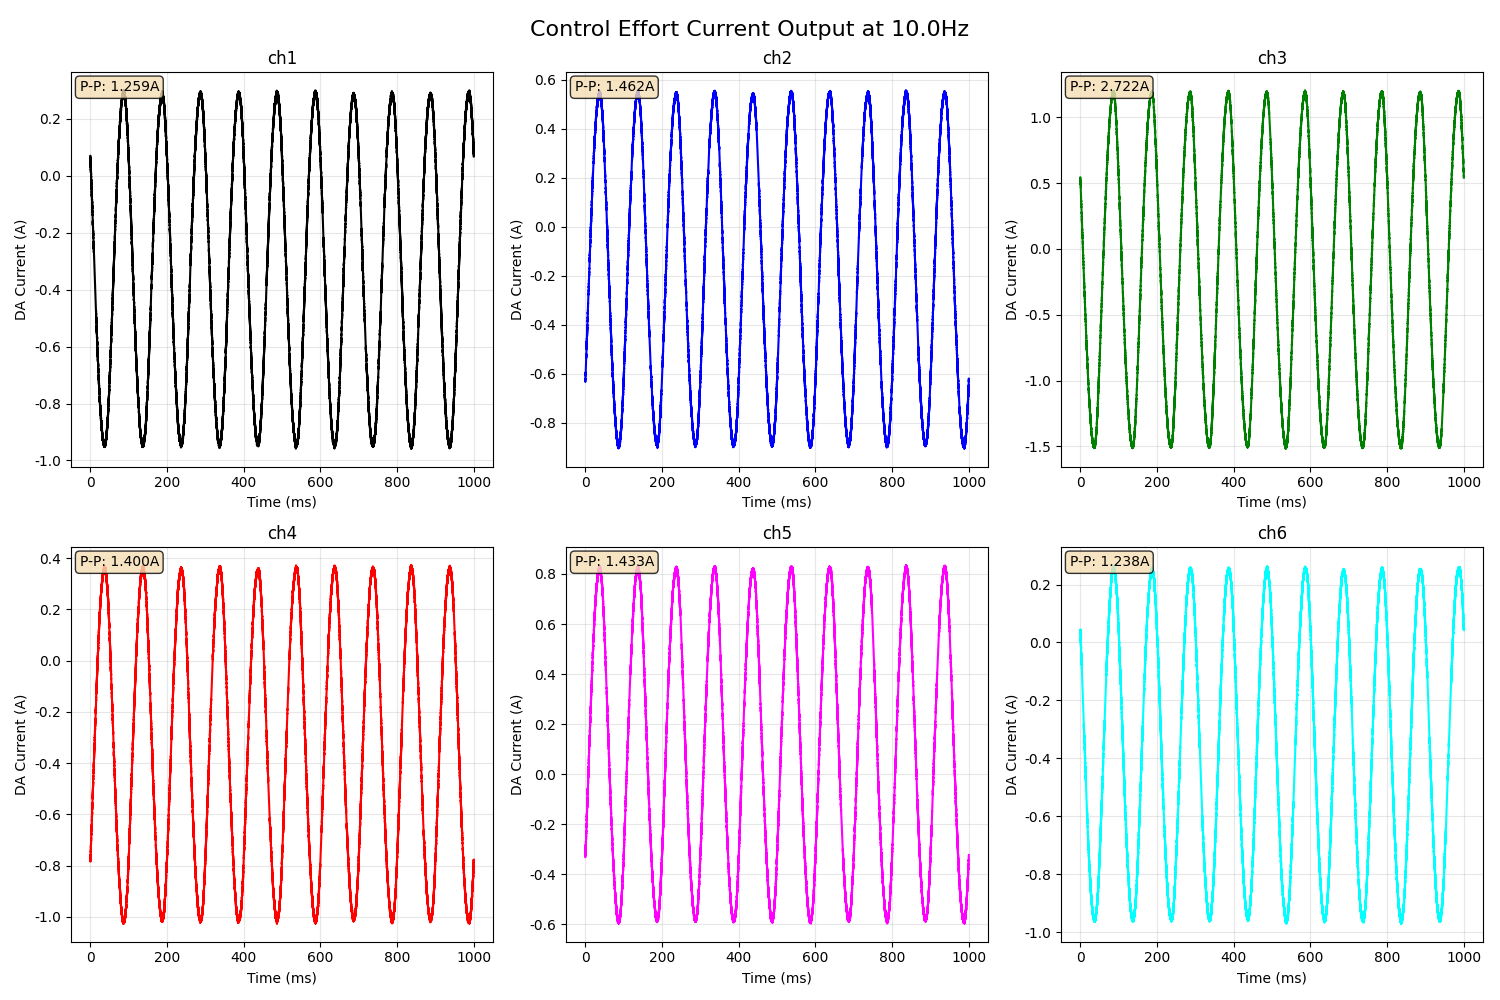 Control Effort Current Output at 10.0Hz
ch1
P-P: 1.259A
0.2
0.0
-0.2
-0.4
-0.6
-0.8
-1.0
DA Current (A)
0 200 400 600 800 1000
Time (ms)
ch2
P-P: 1.462A
0.6
0.4
0.2
0.0
-0.2
-0.4
-0.6
-0.8
DA Current (A)
0 200 400 600 800 1000
Time (ms)
ch3
P-P: 2.722A
1.0
0.5
0.0
-0.5
-1.0
-1.5
DA Current (A)
0 200 400 600 800 1000
Time (ms)
ch4
P-P: 1.400A
0.4
0.2
0.0
-0.2
-0.4
-0.6
-0.8
-1.0
DA Current (A)
0 200 400 600 800 1000
Time (ms)
ch5
P-P: 1.433A
0.8
0.6
0.4
0.2
0.0
-0.2
-0.4
-0.6
DA Current (A)
0 200 400 600 800 1000
Time (ms)
ch6
P-P: 1.238A
0.2
0.0
-0.2
-0.4
-0.6
-0.8
-1.0
DA Current (A)
0 200 400 600 800 1000
Time (ms)